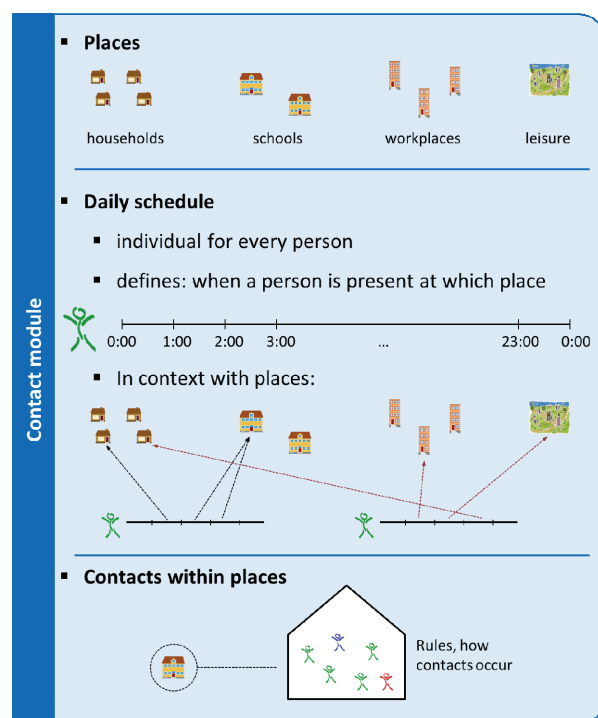 Contact module
▪ Places
households schools workplaces leisure
▪ Daily schedule
▪ individual for every person
▪ defines: when a person is present at which place
0:00 1:00 2:00 3:00 ... 23:00 0:00
▪ In context with places:
▪ Contacts within places
Rules, how
contacts occur